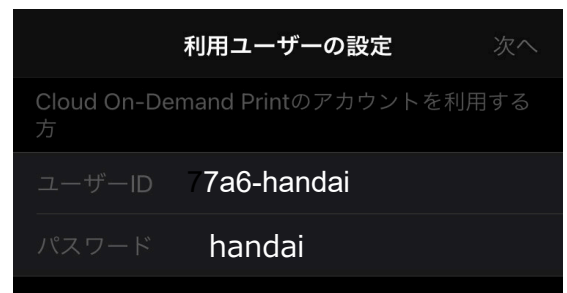 利用ユーザーの設定 次へ
Cloud On-Demand Printのアカウントを利用する
方
ユーザーID 77a6-handai
パスワード handai